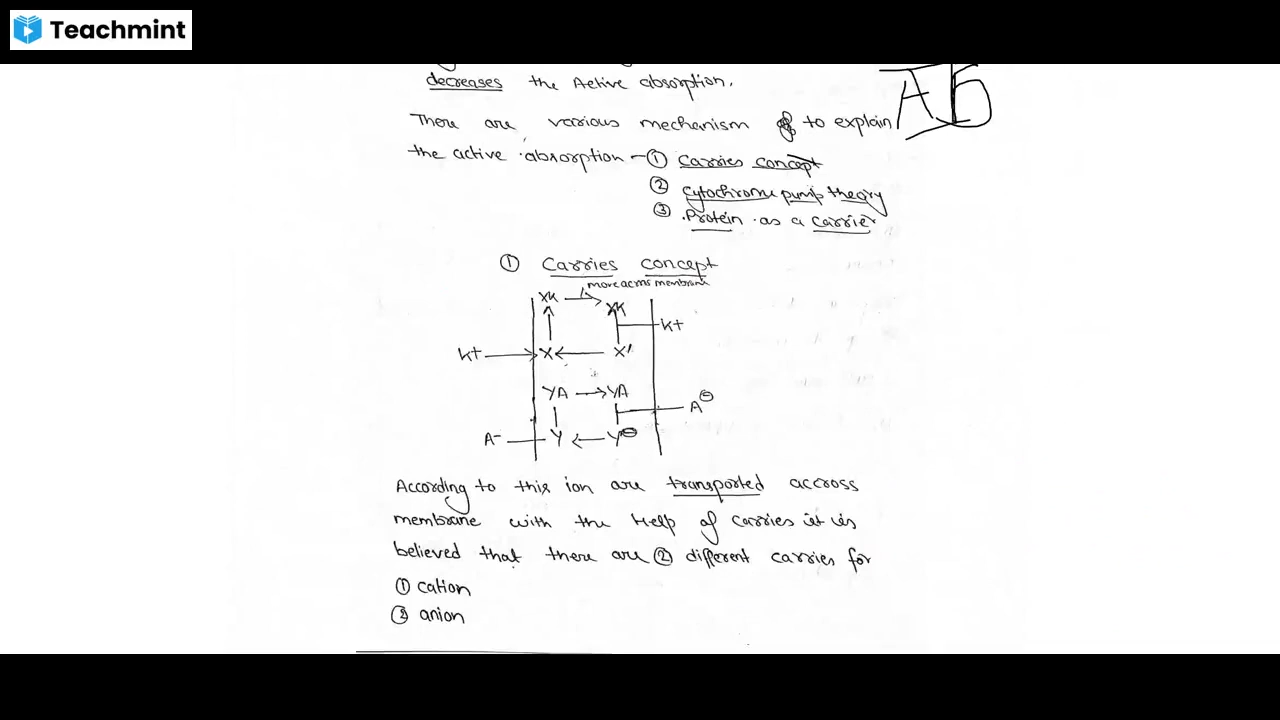 Teachmint
decreases the Active absorption.
AB
There are various mechanism to explain
the active absorption - ① Carries concept
② Cytochrome pump theory
③ Protein as a carrier
① Carries concept
more across membrane
XK XK
K+
K+ X X'
YA YA
A⊖
A- Y Y⊖
According to this ion are transported accross
membrane with the Help of carries it is
believed that there are ② different carries for
① cation
② anion